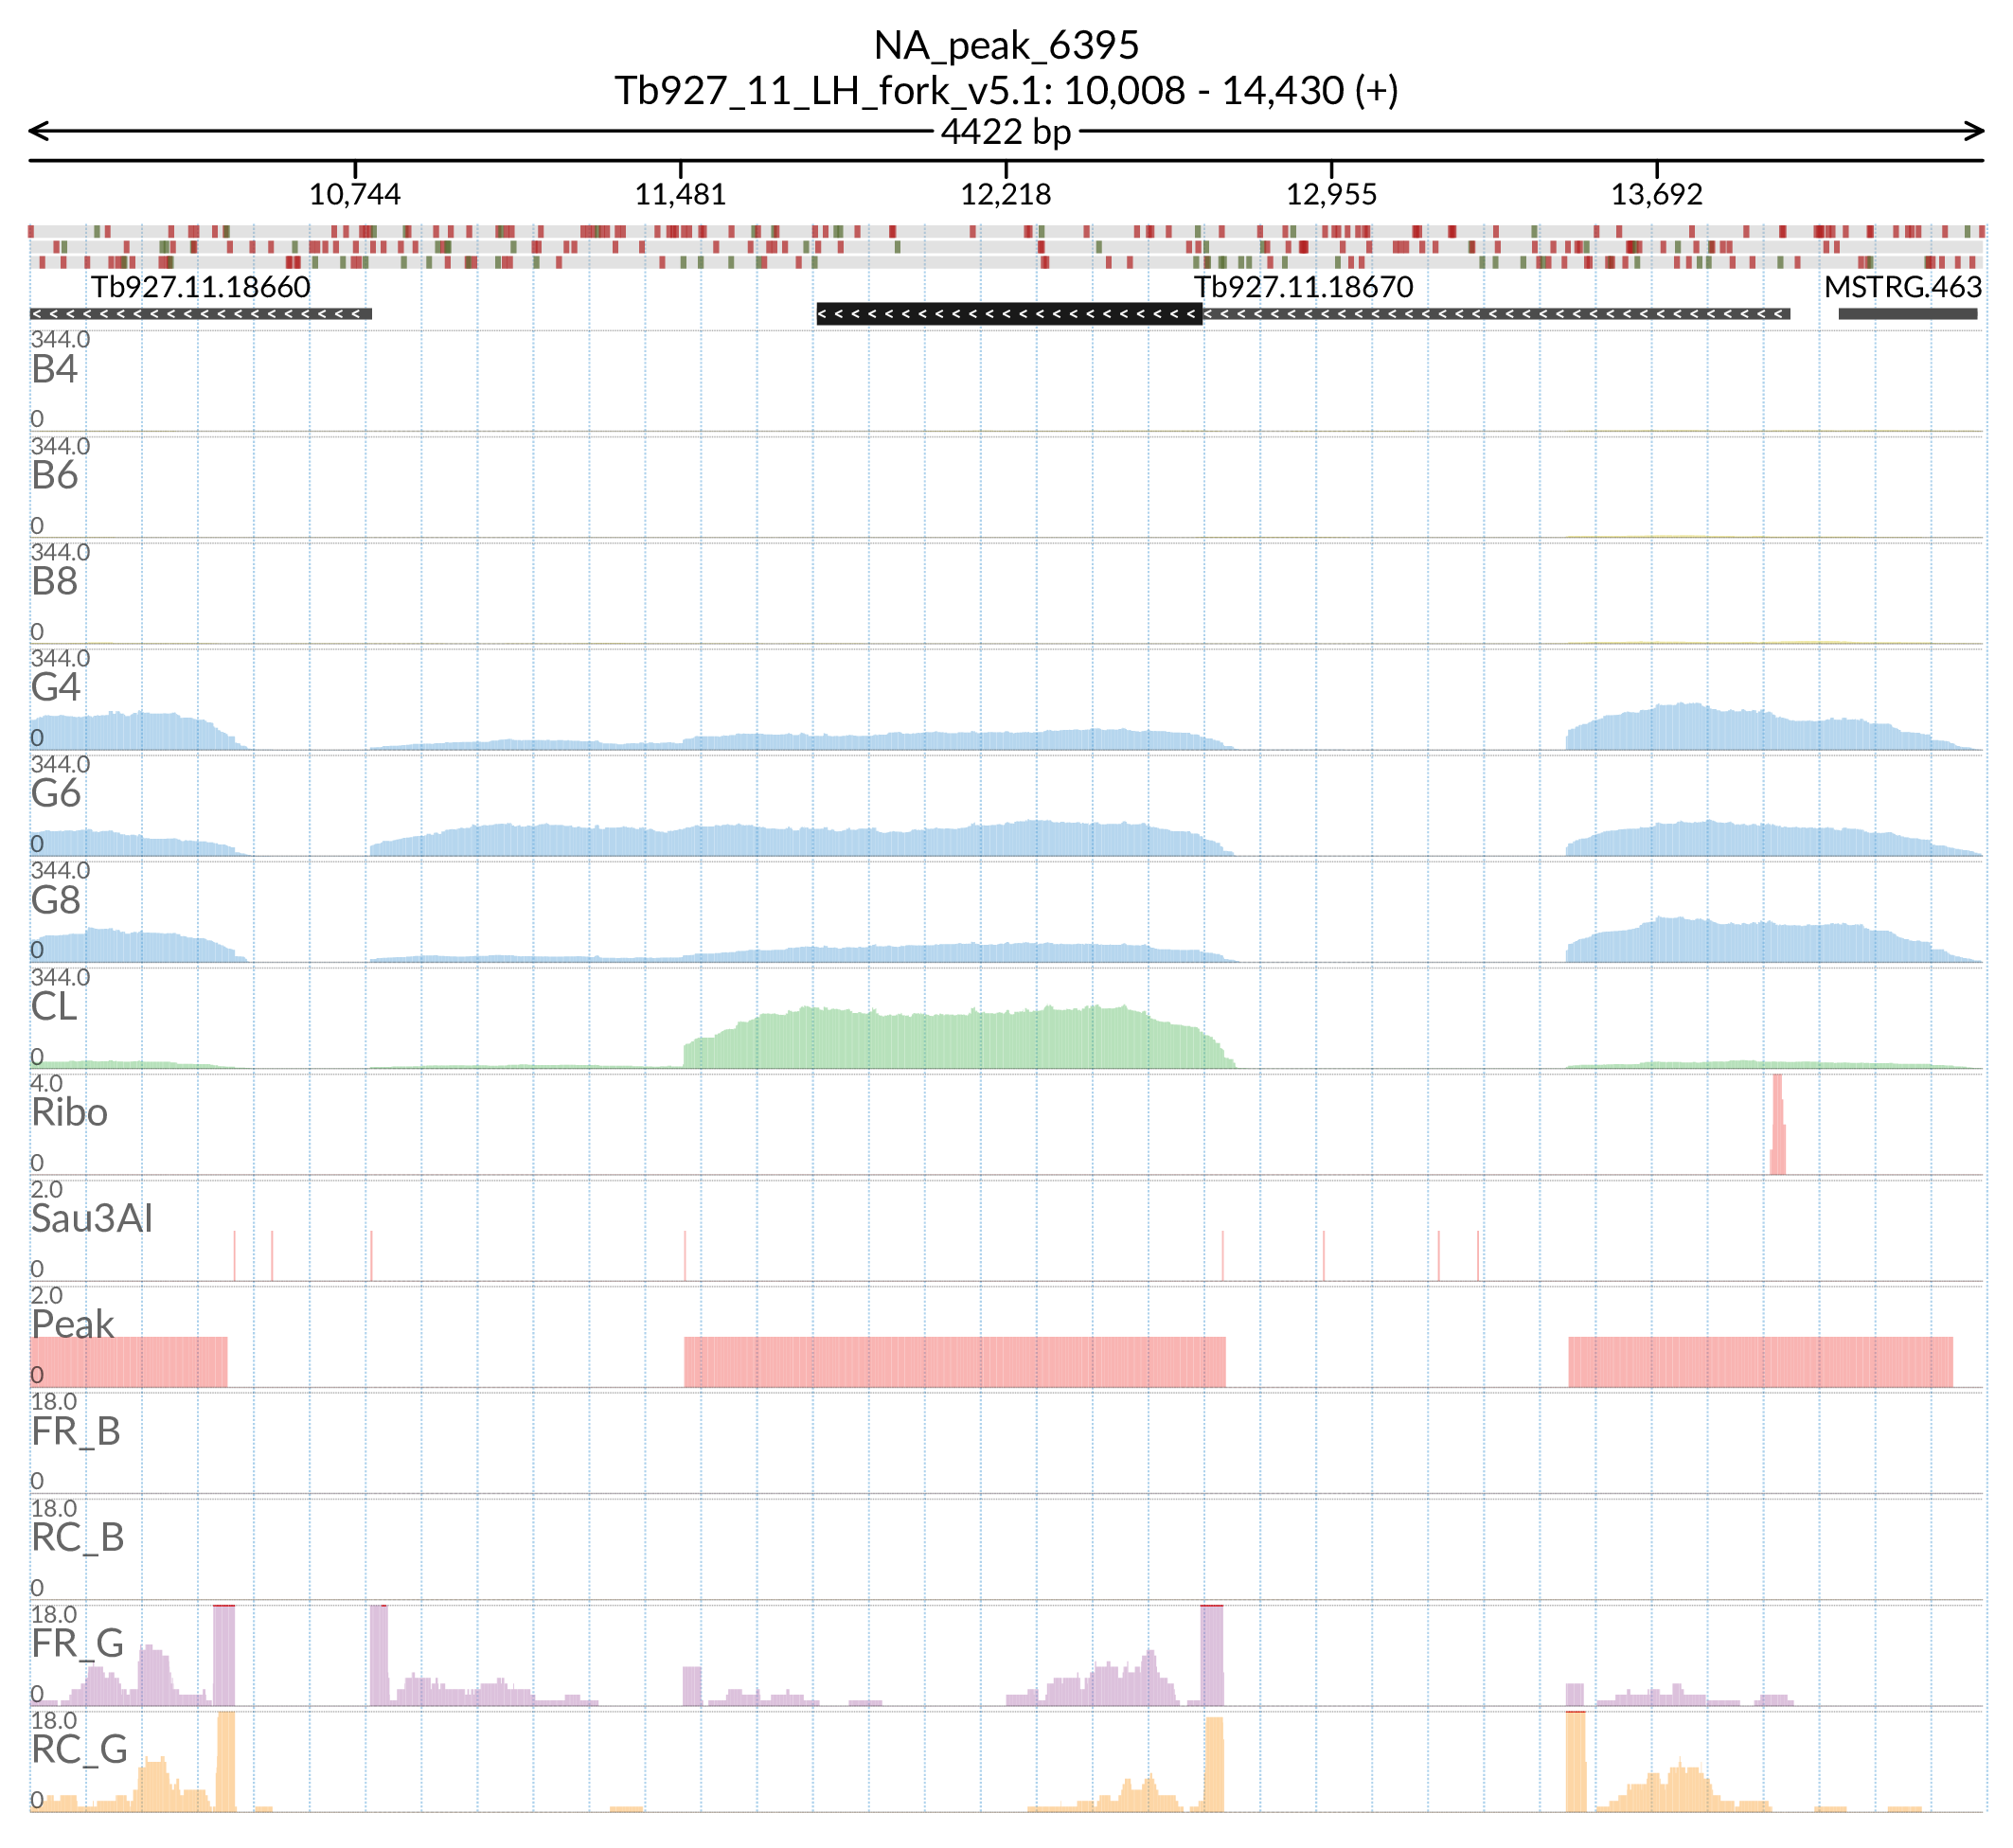 NA_peak_6395
Tb927_11_LH_fork_v5.1: 10,008 - 14,430 (+)
4422 bp
10,744 11,481 12,218 12,955 13,692
Tb927.11.18660 Tb927.11.18670 MSTRG.463
344.0
B4
0
344.0
B6
0
344.0
B8
0
344.0
G4
0
344.0
G6
0
344.0
G8
0
344.0
CL
0
4.0
Ribo
0
2.0
Sau3AI
0
2.0
Peak
0
18.0
FR_B
0
18.0
RC_B
0
18.0
FR_G
0
18.0
RC_G
0